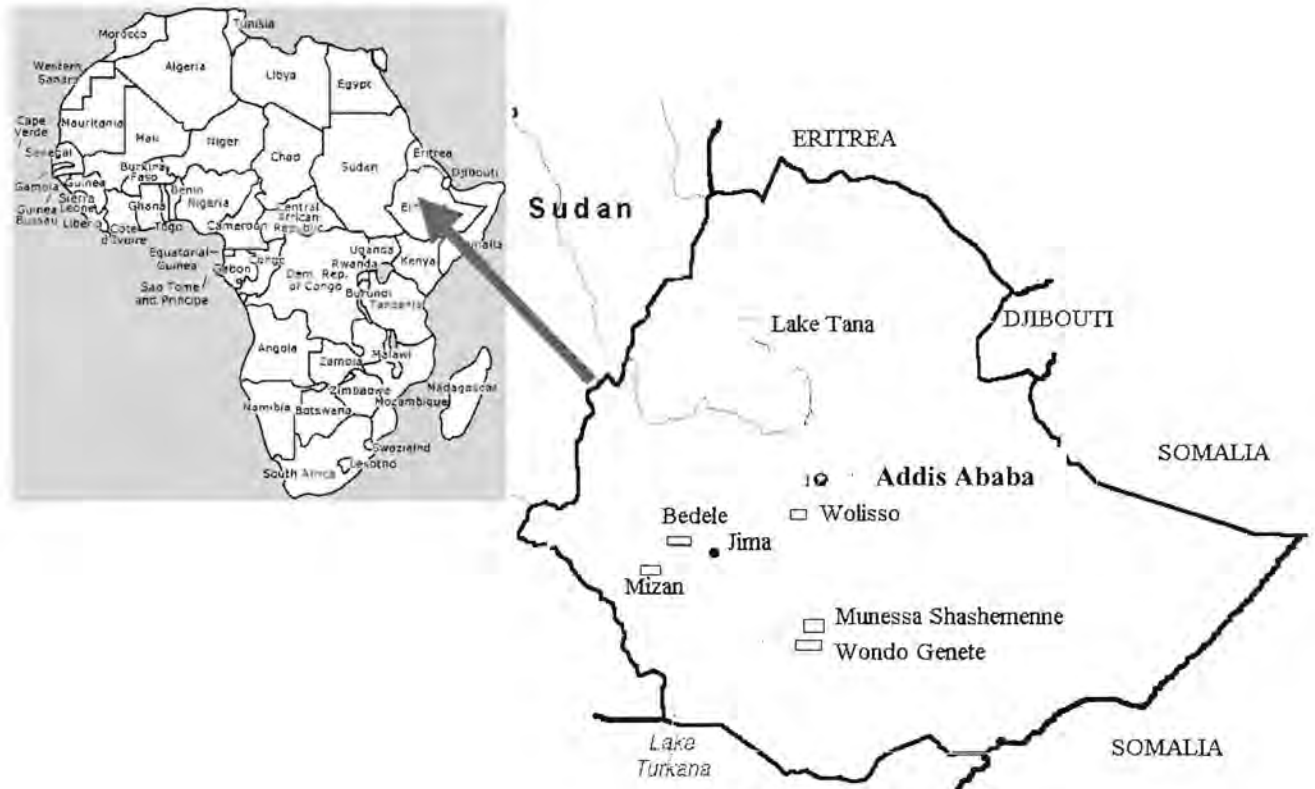 Tunisia
Morocco
Algeria
Libya
Egypt
Western
Sahara
Cape
Verde
Mauritania
Mali
Niger
Chad
Sudan
Eritrea
Djibouti
Senegal
Burkina
Faso
Guinea
Benin
Nigeria
Guinea
Bissau
Sierra
Leone
Ghana
Liberia
Cote
d'Ivoire
Togo
Cameroon
Central
African
Republic
Somalia
Equatorial
Guinea
Gabon
Congo
Uganda
Rwanda
Kenya
Dem. Rep.
of Congo
Burundi
Tanzania
Sao Tome
and Principe
Angola
Zambia
Malawi
Zimbabwe
Mozambique
Madagascar
Namibia
Botswana
Swaziland
Lesotho
South Africa
ERITREA
Sudan
Lake Tana
DJIBOUTI
SOMALIA
Addis Ababa
Wolisso
Bedele
Jima
Mizan
Munessa Shashemenne
Wondo Genete
SOMALIA
Lake
Turkana